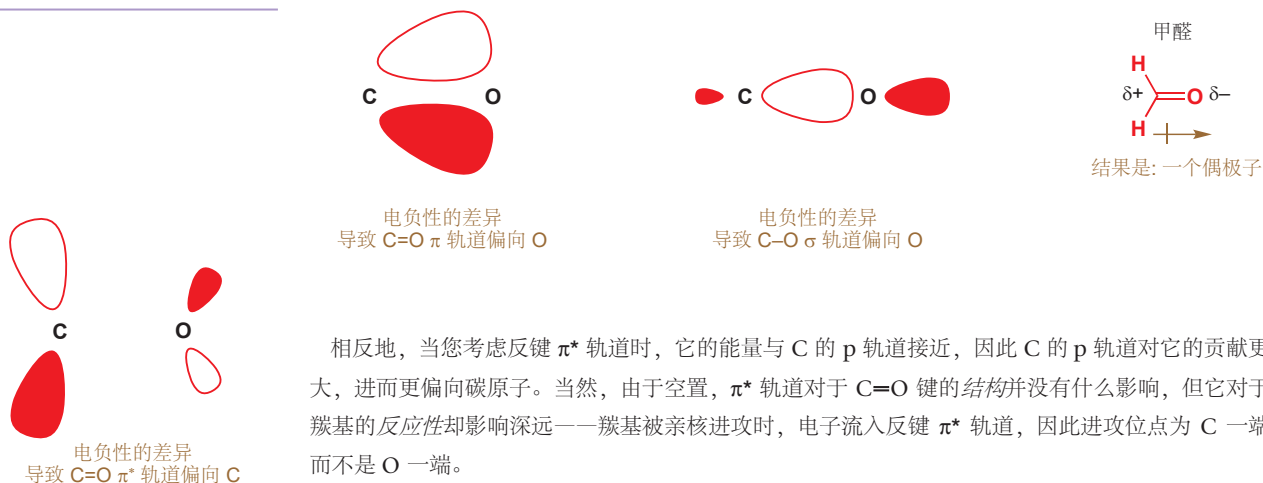 C
O
电负性的差异
导致 C=O π 轨道偏向 O
C
O
电负性的差异
导致 C–O σ 轨道偏向 O
甲醛
H
δ+
O δ–
H
结果是: 一个偶极子
C
O
电负性的差异
导致 C=O π* 轨道偏向 C
相反地，当您考虑反键 π* 轨道时，它的能量与 C 的 p 轨道接近，因此 C 的 p 轨道对它的贡献更
大，进而更偏向碳原子。当然，由于空置，π* 轨道对于 C=O 键的结构并没有什么影响，但它对于
羰基的反应性却影响深远——羰基被亲核进攻时，电子流入反键 π* 轨道，因此进攻位点为 C 一端
而不是 O 一端。